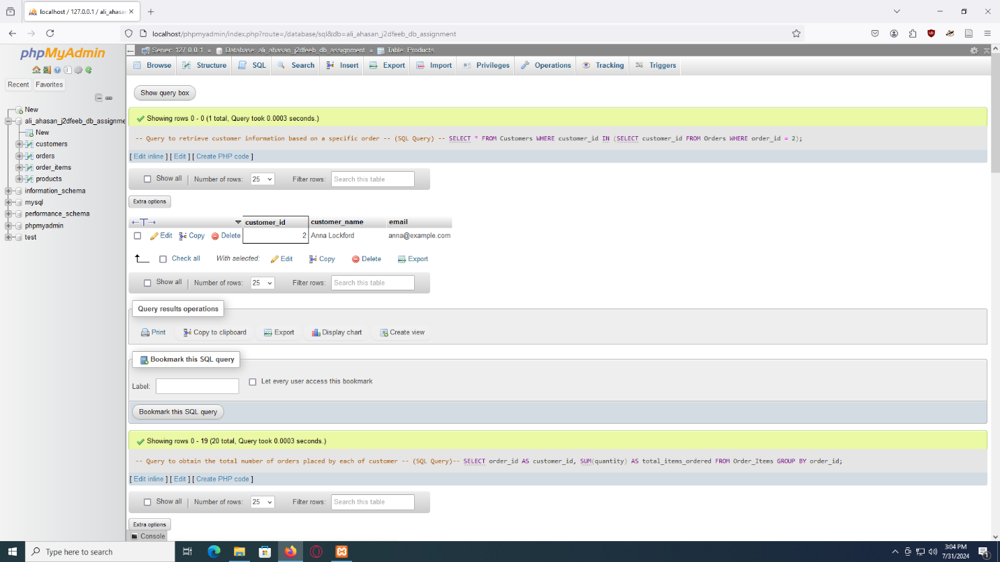 localhost / 127.0.0.1 / ali_ahasan
localhost/phpmyadmin/index.php?route=/database/sql&db=ali_ahasan_j2dfeeb_db_assignment
phpMyAdmin
Recent Favorites
New
ali_ahasan_j2dfeeb_db_assignme
New
customers
orders
order_items
products
information_schema
mysql
performance_schema
phpmyadmin
test
Server: 127.0.0.1 » Database: ali_ahasan_j2dfeeb_db_assignment » Table: Products
Browse Structure SQL Search Insert Export Import Privileges Operations Tracking Triggers
Show query box
Showing rows 0 - 0 (1 total, Query took 0.0003 seconds.)
-- Query to retrieve customer information based on a specific order -- (SQL Query) -- SELECT * FROM Customers WHERE customer_id IN (SELECT customer_id FROM Orders WHERE order_id = 2);
[ Edit inline ] [ Edit ] [ Create PHP code ]
Show all Number of rows: 25 Filter rows: Search this table
Extra options
←T→ customer_id customer_name email
Edit Copy Delete 2 Anna Lockford anna@example.com
Check all With selected: Edit Copy Delete Export
Show all Number of rows: 25 Filter rows: Search this table
Query results operations
Print Copy to clipboard Export Display chart Create view
Bookmark this SQL query
Label: Let every user access this bookmark
Bookmark this SQL query
Showing rows 0 - 19 (20 total, Query took 0.0003 seconds.)
-- Query to obtain the total number of orders placed by each of customer -- (SQL Query)-- SELECT order_id AS customer_id, SUM(quantity) AS total_items_ordered FROM Order_Items GROUP BY order_id;
[ Edit inline ] [ Edit ] [ Create PHP code ]
Show all Number of rows: 25 Filter rows: Search this table
Extra options
Console
Type here to search
3:04 PM
7/31/2024
1